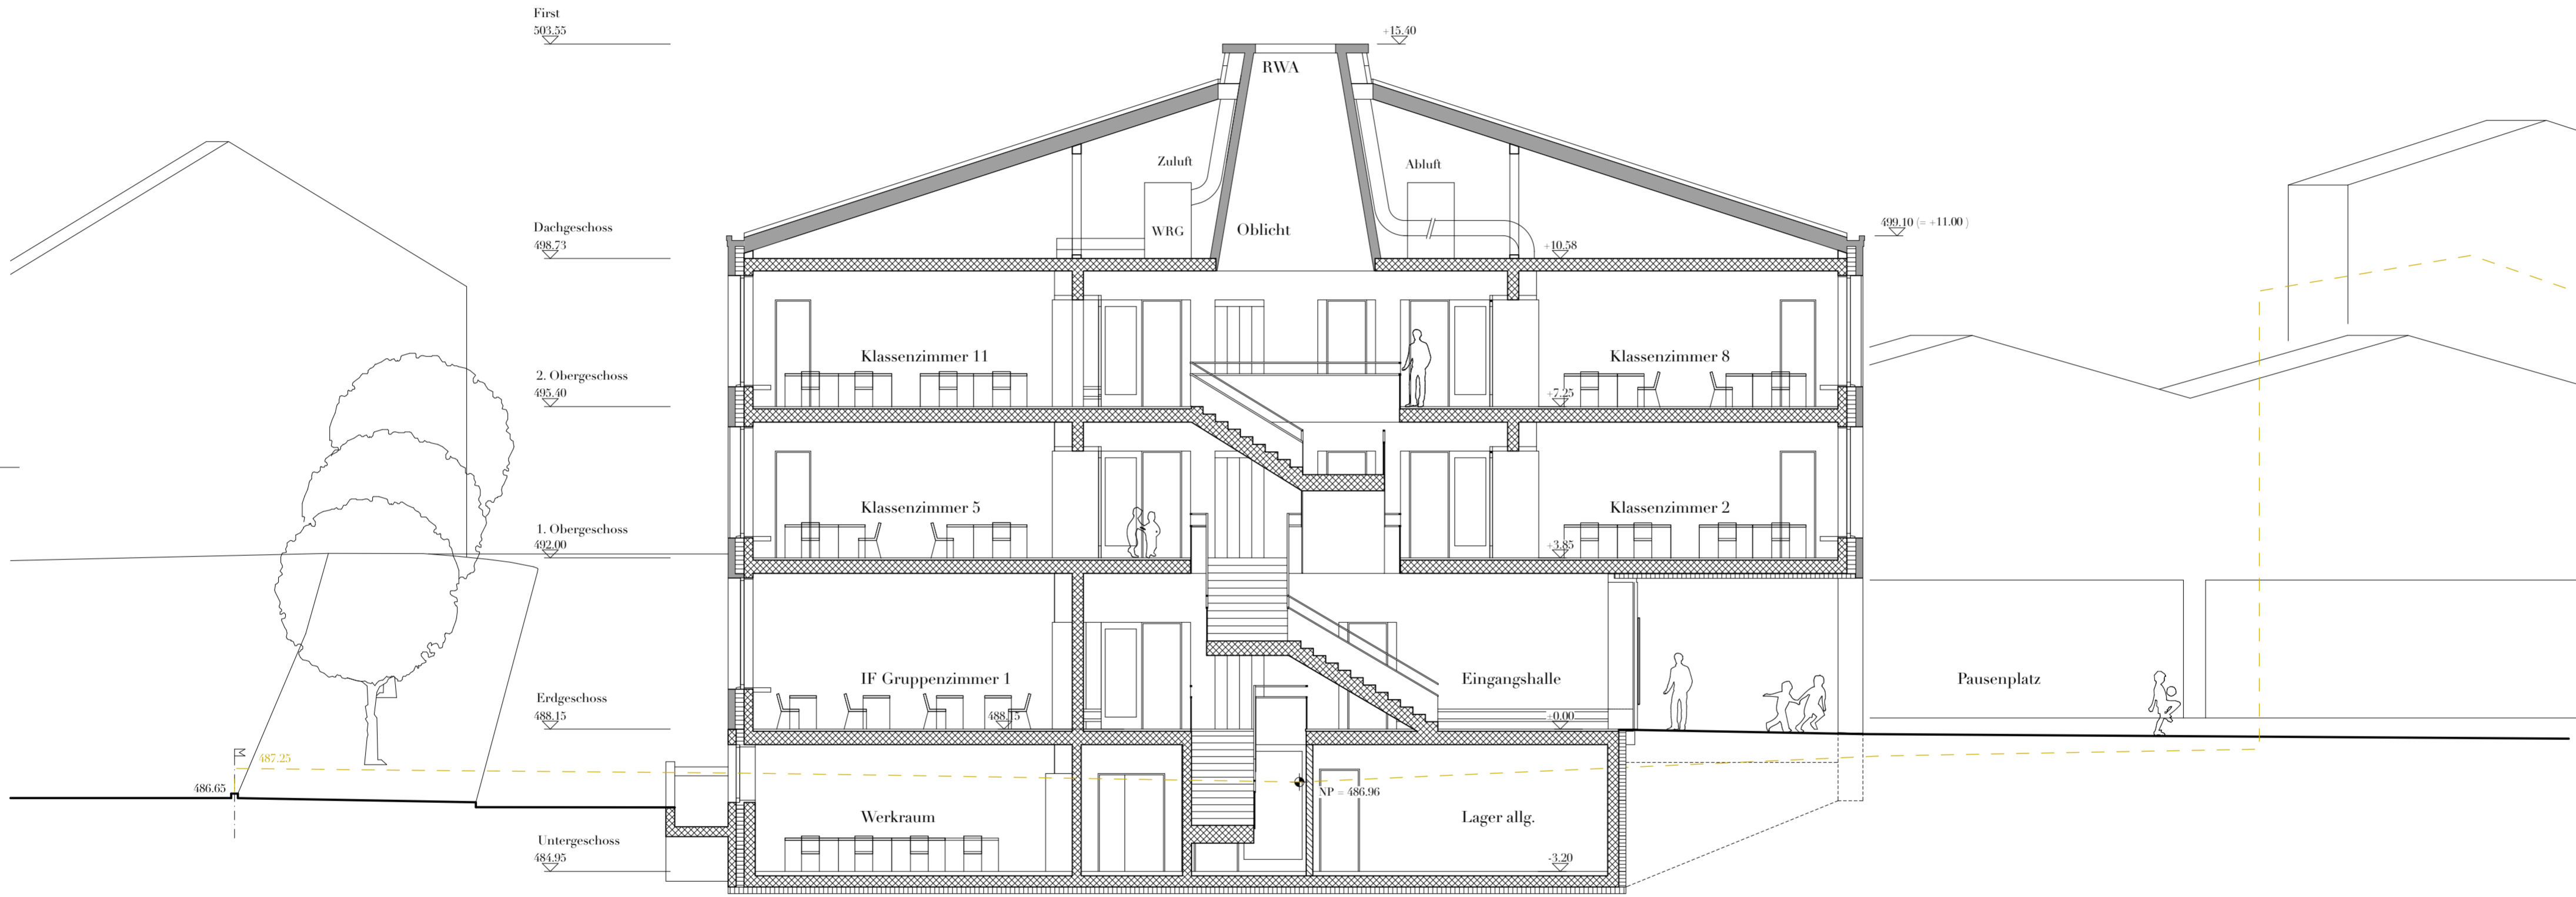 First
503.55
+15.40
RWA
Zuluft
Abluft
Dachgeschoss
498.73
WRG
Oblicht
+10.58
499.10 (= +11.00 )
Klassenzimmer 11
Klassenzimmer 8
2. Obergeschoss
495.40
+7.25
Klassenzimmer 5
Klassenzimmer 2
1. Obergeschoss
492.00
+3.85
IF Gruppenzimmer 1
Eingangshalle
Pausenplatz
Erdgeschoss
488.15
488.15
±0.00
487.25
486.65
M
NP = 486.96
Werkraum
Lager allg.
Untergeschoss
484.95
-3.20